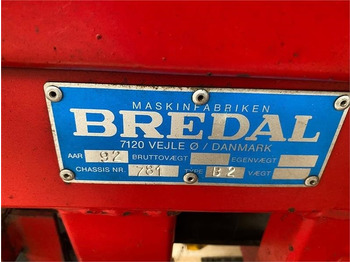 MASKINFABRIKEN
BREDAL
7120 VEJLE Ø / DANMARK
AAR 92 BRUTTOVÆGT EGENVÆGT
CHASSIS NR. 781 TYPE B2 VÆGT